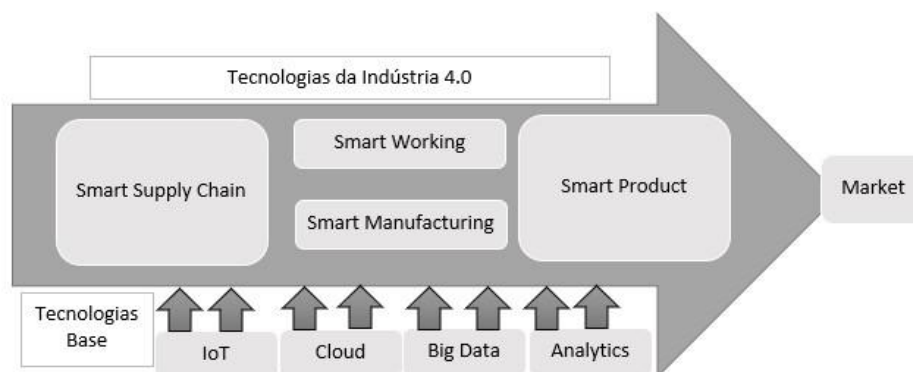 Tecnologias da Indústria 4.0
Smart Supply Chain
Smart Working
Smart Manufacturing
Smart Product
Market
Tecnologias
Base
IoT
Cloud
Big Data
Analytics